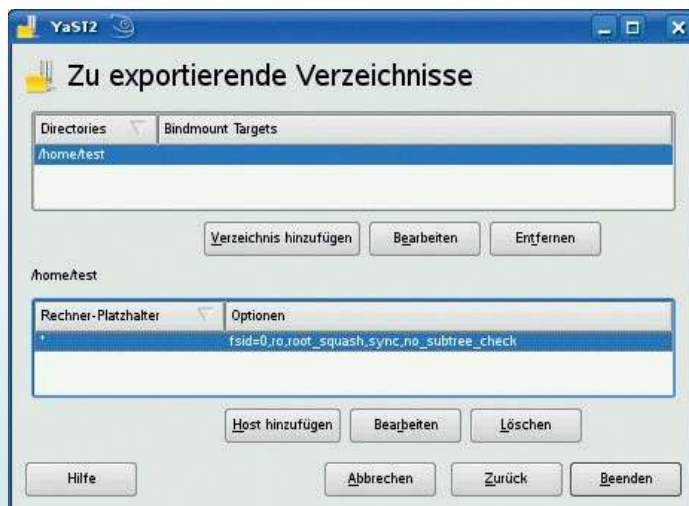 YaST2
Zu exportierende Verzeichnisse
Directories Bindmount Targets
/home/test
Verzeichnis hinzufügen Bearbeiten Entfernen
/home/test
Rechner-Platzhalter Optionen
* fsid=0,ro,root_squash,sync,no_subtree_check
Host hinzufügen Bearbeiten Löschen
Hilfe Abbrechen Zurück Beenden